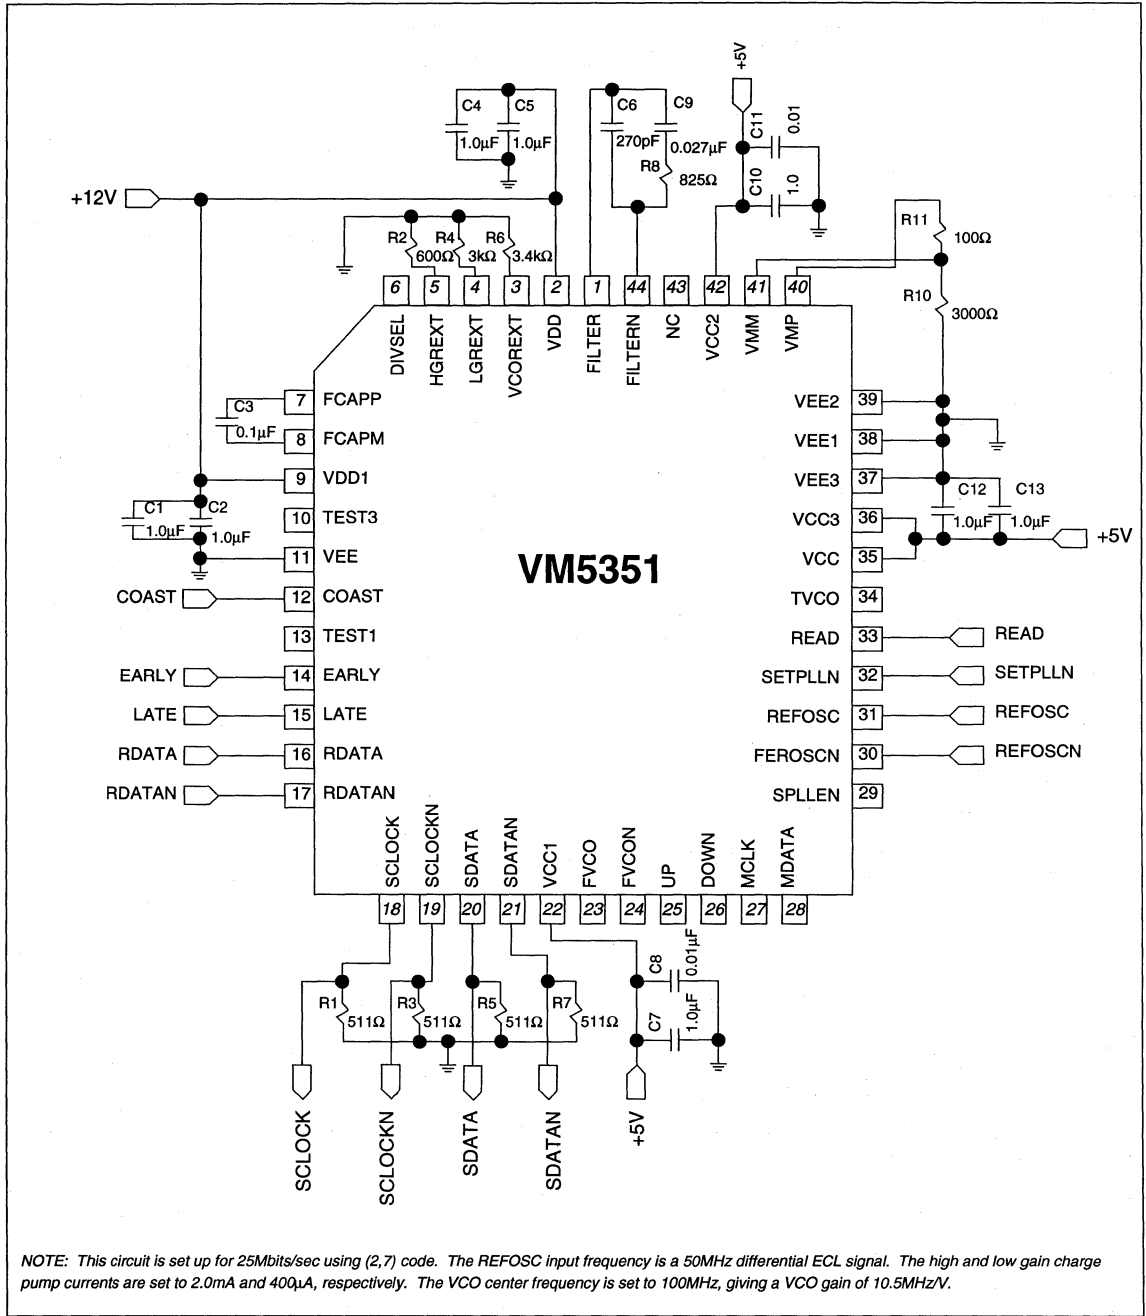 +5V
C4
C5
1.0µF
1.0µF
C6
C9
270pF
0.027µF
R8
825Ω
C11
0.01
C10
1.0
+12V
R2
600Ω
R4
3kΩ
R6
3.4kΩ
R11
100Ω
R10
3000Ω
6
5
4
3
2
1
44
43
42
41
40
DIVSEL
HGREXT
LGREXT
VCOREXT
VDD
FILTER
FILTERN
NC
VCC2
VMM
VMP
C3
0.1µF
7 FCAPP
8 FCAPM
9 VDD1
10 TEST3
11 VEE
C1
1.0µF
C2
1.0µF
COAST 12 COAST
13 TEST1
EARLY 14 EARLY
LATE 15 LATE
RDATA 16 RDATA
RDATAN 17 RDATAN
VM5351
VEE2 39
VEE1 38
VEE3 37
VCC3 36
VCC 35
C12
1.0µF
C13
1.0µF
+5V
TVCO 34
READ 33 READ
SETPLLN 32 SETPLLN
REFOSC 31 REFOSC
FEROSCN 30 REFOSCN
SPLLEN 29
SCLOCK
SCLOCKN
SDATA
SDATAN
VCC1
FVCO
FVCON
UP
DOWN
MCLK
MDATA
18
19
20
21
22
23
24
25
26
27
28
R1
511Ω
R3
511Ω
R5
511Ω
R7
511Ω
C8
0.01µF
C7
1.0µF
SCLOCK
SCLOCKN
SDATA
SDATAN
+5V
NOTE: This circuit is set up for 25Mbits/sec using (2,7) code. The REFOSC input frequency is a 50MHz differential ECL signal. The high and low gain charge
pump currents are set to 2.0mA and 400µA, respectively. The VCO center frequency is set to 100MHz, giving a VCO gain of 10.5MHz/V.